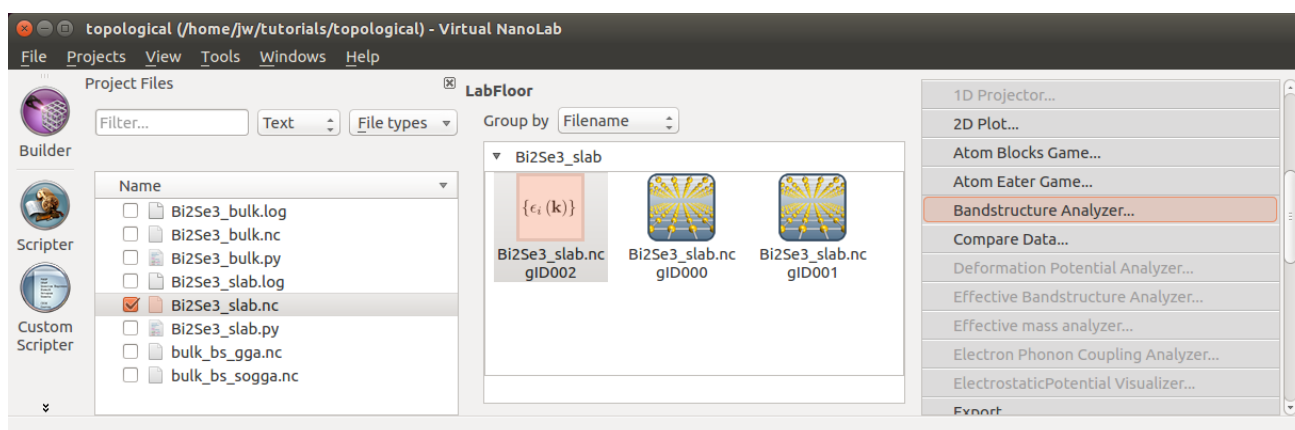 topological (/home/jw/tutorials/topological) - Virtual NanoLab
File Projects View Tools Windows Help
Builder
Scripter
Custom
Scripter
Project Files
Filter... Text File types
Name
Bi2Se3_bulk.log
Bi2Se3_bulk.nc
Bi2Se3_bulk.py
Bi2Se3_slab.log
Bi2Se3_slab.nc
Bi2Se3_slab.py
bulk_bs_gga.nc
bulk_bs_sogga.nc
LabFloor
Group by Filename
Bi2Se3_slab
{ϵᵢ (k)}
Bi2Se3_slab.nc Bi2Se3_slab.nc Bi2Se3_slab.nc
gID002 gID000 gID001
1D Projector...
2D Plot...
Atom Blocks Game...
Atom Eater Game...
Bandstructure Analyzer...
Compare Data...
Deformation Potential Analyzer...
Effective Bandstructure Analyzer...
Effective mass analyzer...
Electron Phonon Coupling Analyzer...
ElectrostaticPotential Visualizer...
Export